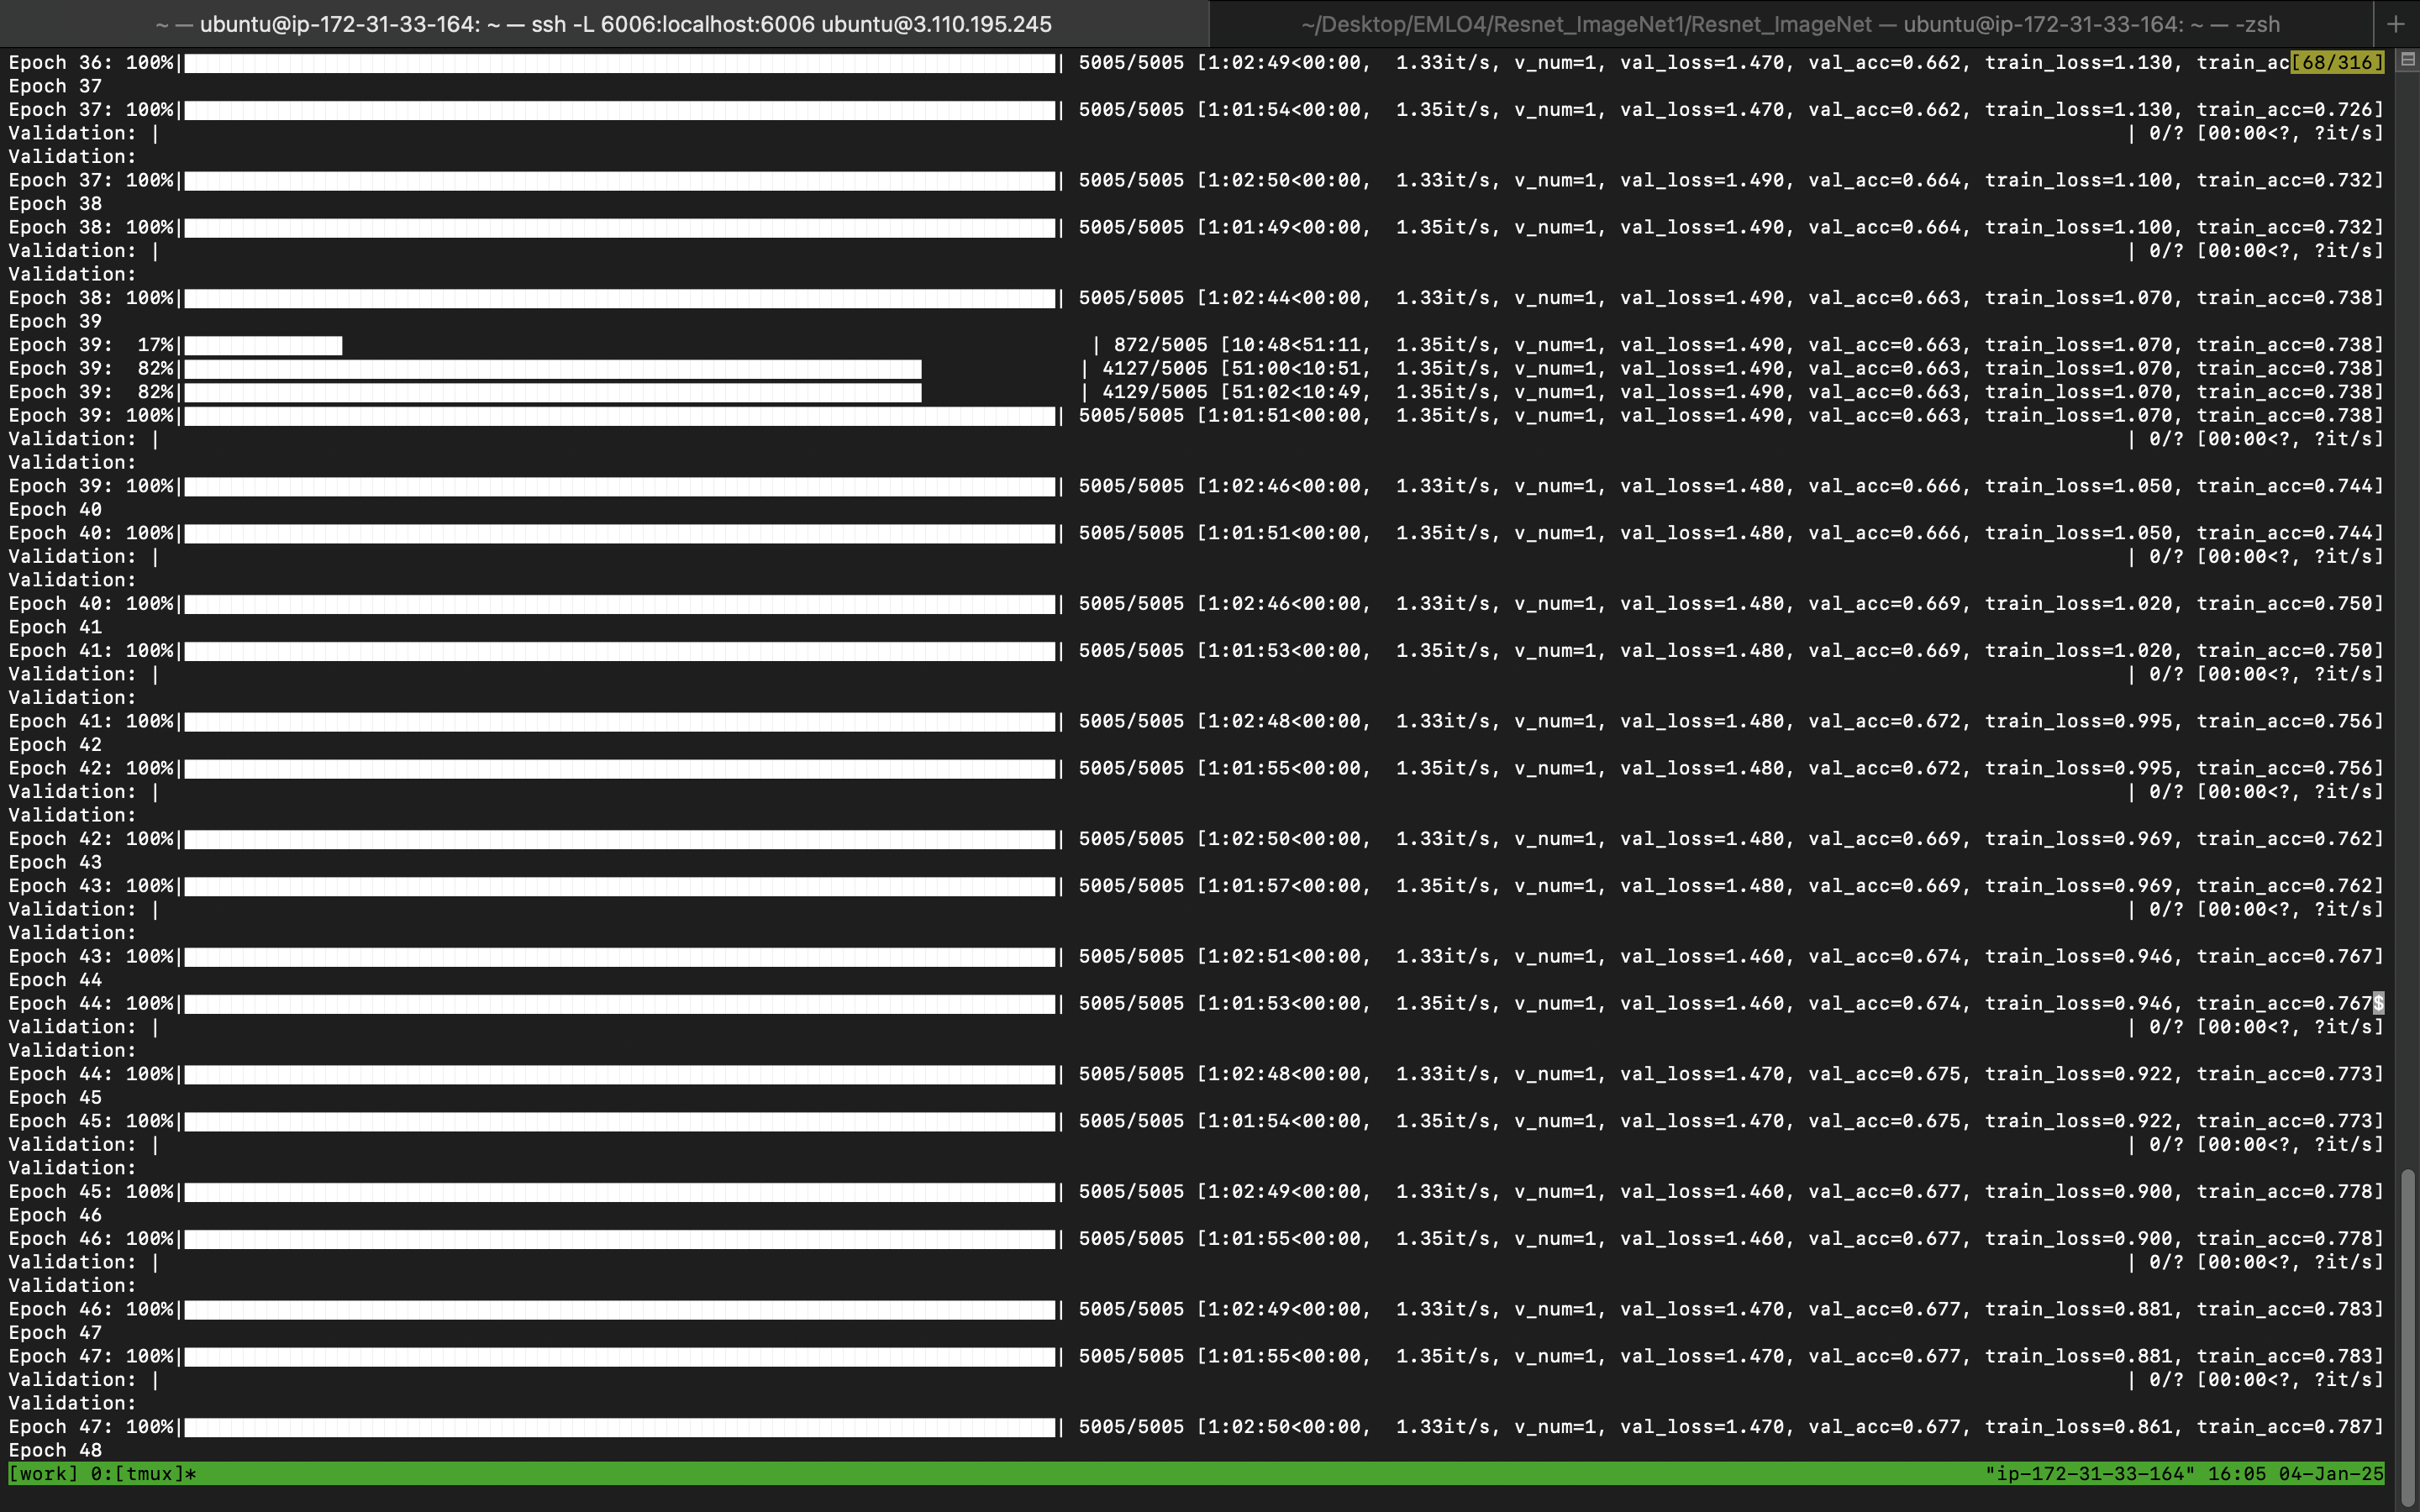 ~ — ubuntu@ip-172-31-33-164: ~ — ssh -L 6006:localhost:6006 ubuntu@3.110.195.245
~/Desktop/EMLO4/Resnet_ImageNet1/Resnet_ImageNet — ubuntu@ip-172-31-33-164: ~ — -zsh
+
Epoch 36: 100%| | 5005/5005 [1:02:49<00:00, 1.33it/s, v_num=1, val_loss=1.470, val_acc=0.662, train_loss=1.130, train_ac[68/316]
Epoch 37
Epoch 37: 100%| | 5005/5005 [1:01:54<00:00, 1.35it/s, v_num=1, val_loss=1.470, val_acc=0.662, train_loss=1.130, train_acc=0.726]
Validation: | | 0/? [00:00<?, ?it/s]
Validation:
Epoch 37: 100%| | 5005/5005 [1:02:50<00:00, 1.33it/s, v_num=1, val_loss=1.490, val_acc=0.664, train_loss=1.100, train_acc=0.732]
Epoch 38
Epoch 38: 100%| | 5005/5005 [1:01:49<00:00, 1.35it/s, v_num=1, val_loss=1.490, val_acc=0.664, train_loss=1.100, train_acc=0.732]
Validation: | | 0/? [00:00<?, ?it/s]
Validation:
Epoch 38: 100%| | 5005/5005 [1:02:44<00:00, 1.33it/s, v_num=1, val_loss=1.490, val_acc=0.663, train_loss=1.070, train_acc=0.738]
Epoch 39
Epoch 39: 17%| | 872/5005 [10:48<51:11, 1.35it/s, v_num=1, val_loss=1.490, val_acc=0.663, train_loss=1.070, train_acc=0.738]
Epoch 39: 82%| | 4127/5005 [51:00<10:51, 1.35it/s, v_num=1, val_loss=1.490, val_acc=0.663, train_loss=1.070, train_acc=0.738]
Epoch 39: 82%| | 4129/5005 [51:02<10:49, 1.35it/s, v_num=1, val_loss=1.490, val_acc=0.663, train_loss=1.070, train_acc=0.738]
Epoch 39: 100%| | 5005/5005 [1:01:51<00:00, 1.35it/s, v_num=1, val_loss=1.490, val_acc=0.663, train_loss=1.070, train_acc=0.738]
Validation: | | 0/? [00:00<?, ?it/s]
Validation:
Epoch 39: 100%| | 5005/5005 [1:02:46<00:00, 1.33it/s, v_num=1, val_loss=1.480, val_acc=0.666, train_loss=1.050, train_acc=0.744]
Epoch 40
Epoch 40: 100%| | 5005/5005 [1:01:51<00:00, 1.35it/s, v_num=1, val_loss=1.480, val_acc=0.666, train_loss=1.050, train_acc=0.744]
Validation: | | 0/? [00:00<?, ?it/s]
Validation:
Epoch 40: 100%| | 5005/5005 [1:02:46<00:00, 1.33it/s, v_num=1, val_loss=1.480, val_acc=0.669, train_loss=1.020, train_acc=0.750]
Epoch 41
Epoch 41: 100%| | 5005/5005 [1:01:53<00:00, 1.35it/s, v_num=1, val_loss=1.480, val_acc=0.669, train_loss=1.020, train_acc=0.750]
Validation: | | 0/? [00:00<?, ?it/s]
Validation:
Epoch 41: 100%| | 5005/5005 [1:02:48<00:00, 1.33it/s, v_num=1, val_loss=1.480, val_acc=0.672, train_loss=0.995, train_acc=0.756]
Epoch 42
Epoch 42: 100%| | 5005/5005 [1:01:55<00:00, 1.35it/s, v_num=1, val_loss=1.480, val_acc=0.672, train_loss=0.995, train_acc=0.756]
Validation: | | 0/? [00:00<?, ?it/s]
Validation:
Epoch 42: 100%| | 5005/5005 [1:02:50<00:00, 1.33it/s, v_num=1, val_loss=1.480, val_acc=0.669, train_loss=0.969, train_acc=0.762]
Epoch 43
Epoch 43: 100%| | 5005/5005 [1:01:57<00:00, 1.35it/s, v_num=1, val_loss=1.480, val_acc=0.669, train_loss=0.969, train_acc=0.762]
Validation: | | 0/? [00:00<?, ?it/s]
Validation:
Epoch 43: 100%| | 5005/5005 [1:02:51<00:00, 1.33it/s, v_num=1, val_loss=1.460, val_acc=0.674, train_loss=0.946, train_acc=0.767]
Epoch 44
Epoch 44: 100%| | 5005/5005 [1:01:53<00:00, 1.35it/s, v_num=1, val_loss=1.460, val_acc=0.674, train_loss=0.946, train_acc=0.767$
Validation: | | 0/? [00:00<?, ?it/s]
Validation:
Epoch 44: 100%| | 5005/5005 [1:02:48<00:00, 1.33it/s, v_num=1, val_loss=1.470, val_acc=0.675, train_loss=0.922, train_acc=0.773]
Epoch 45
Epoch 45: 100%| | 5005/5005 [1:01:54<00:00, 1.35it/s, v_num=1, val_loss=1.470, val_acc=0.675, train_loss=0.922, train_acc=0.773]
Validation: | | 0/? [00:00<?, ?it/s]
Validation:
Epoch 45: 100%| | 5005/5005 [1:02:49<00:00, 1.33it/s, v_num=1, val_loss=1.460, val_acc=0.677, train_loss=0.900, train_acc=0.778]
Epoch 46
Epoch 46: 100%| | 5005/5005 [1:01:55<00:00, 1.35it/s, v_num=1, val_loss=1.460, val_acc=0.677, train_loss=0.900, train_acc=0.778]
Validation: | | 0/? [00:00<?, ?it/s]
Validation:
Epoch 46: 100%| | 5005/5005 [1:02:49<00:00, 1.33it/s, v_num=1, val_loss=1.470, val_acc=0.677, train_loss=0.881, train_acc=0.783]
Epoch 47
Epoch 47: 100%| | 5005/5005 [1:01:55<00:00, 1.35it/s, v_num=1, val_loss=1.470, val_acc=0.677, train_loss=0.881, train_acc=0.783]
Validation: | | 0/? [00:00<?, ?it/s]
Validation:
Epoch 47: 100%| | 5005/5005 [1:02:50<00:00, 1.33it/s, v_num=1, val_loss=1.470, val_acc=0.677, train_loss=0.861, train_acc=0.787]
Epoch 48
[work] 0:[tmux]* "ip-172-31-33-164" 16:05 04-Jan-25